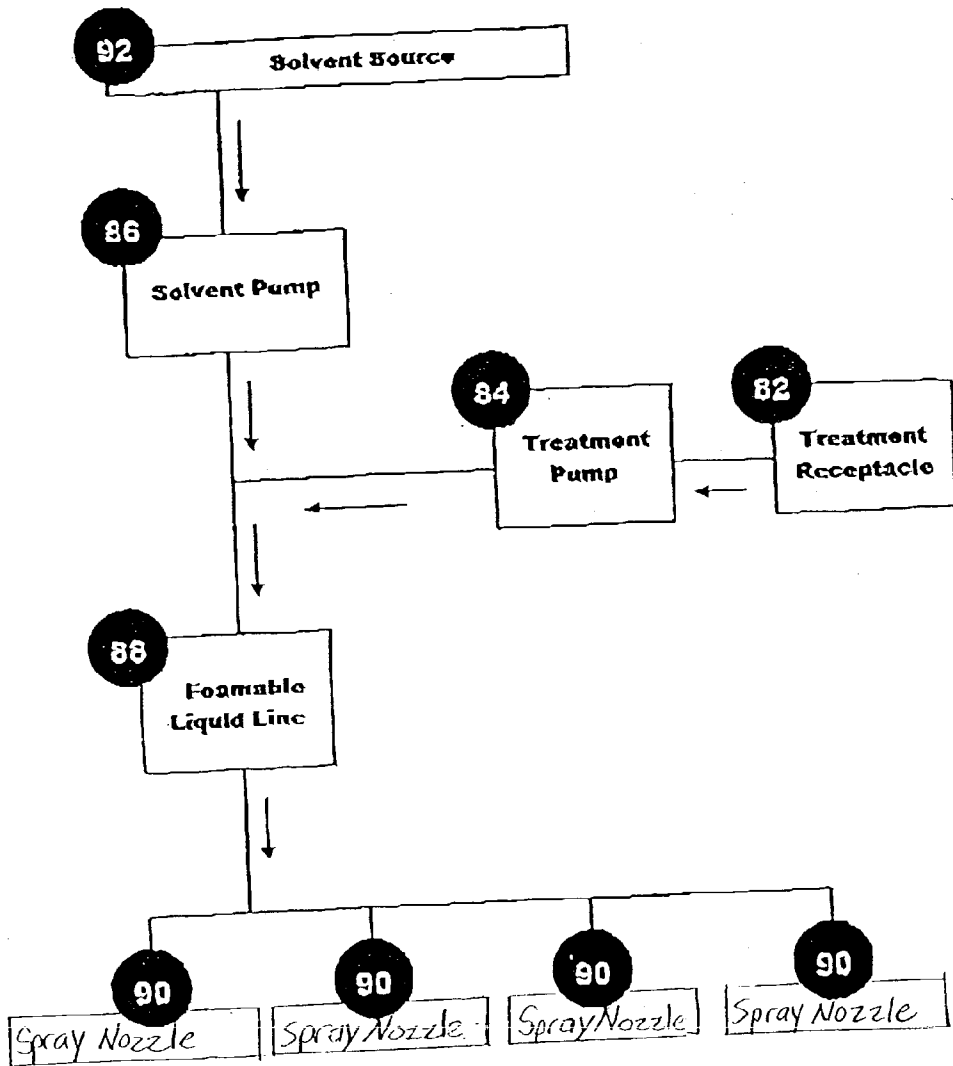 92
Solvent Source
86
Solvent Pump
84
Treatment
Pump
82
Treatment
Receptacle
88
Foamable
Liquid Line
90
90
90
90
Spray Nozzle
Spray Nozzle
Spray Nozzle
Spray Nozzle